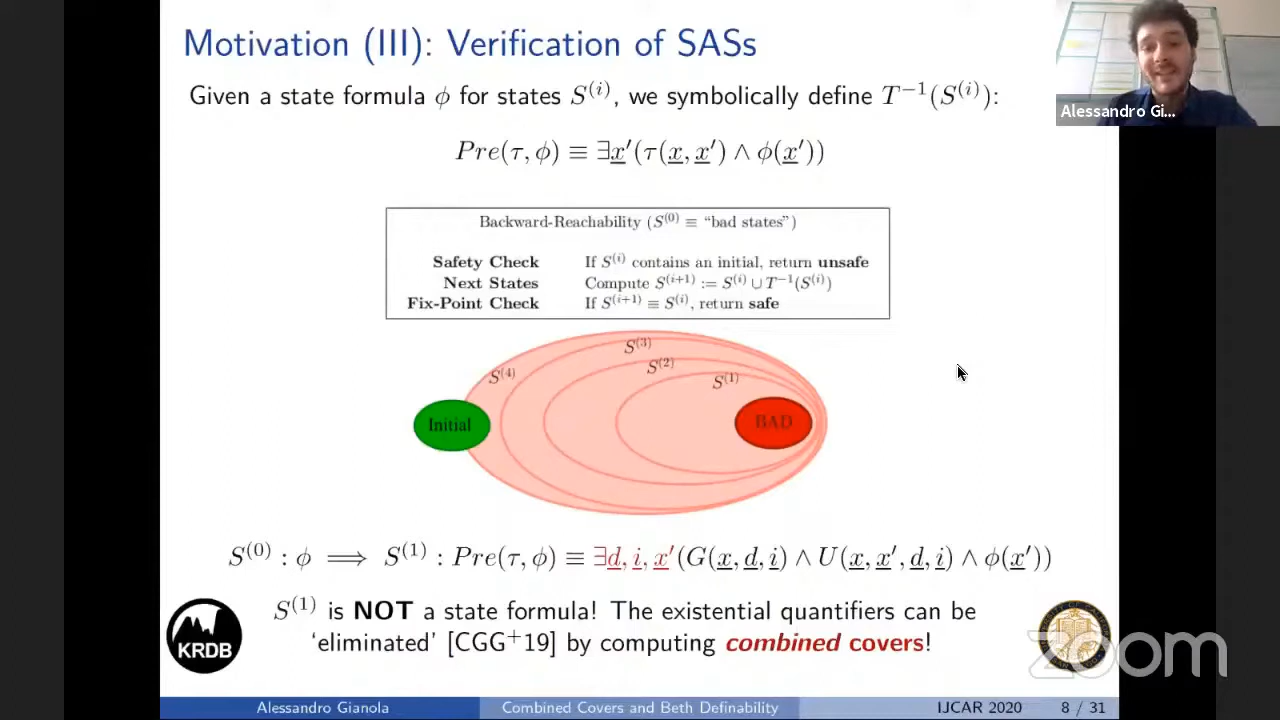 Motivation (III): Verification of SASs
Given a state formula ϕ for states S⁽ⁱ⁾, we symbolically define T⁻¹(S⁽ⁱ⁾):
Pre(τ, ϕ) ≡ ∃x̲′(τ(x̲, x̲′) ∧ ϕ(x̲′))
Backward-Reachability (S⁽⁰⁾ ≡ “bad states”)
Safety Check If S⁽ⁱ⁾ contains an initial, return unsafe
Next States Compute S⁽ⁱ⁺¹⁾ := S⁽ⁱ⁾ ∪ T⁻¹(S⁽ⁱ⁾)
Fix-Point Check If S⁽ⁱ⁺¹⁾ ≡ S⁽ⁱ⁾, return safe
S⁽³⁾
S⁽²⁾
S⁽⁴⁾
S⁽¹⁾
Initial
BAD
S⁽⁰⁾ : ϕ ⟹ S⁽¹⁾ : Pre(τ, ϕ) ≡ ∃d̲, i̲, x̲′(G(x̲, d̲, i̲) ∧ U(x̲, x̲′, d̲, i̲) ∧ ϕ(x̲′))
S⁽¹⁾ is NOT a state formula! The existential quantifiers can be
‘eliminated’ [CGG⁺19] by computing combined covers!
KRDB
zoom
Alessandro Gianola Combined Covers and Beth Definability IJCAR 2020 8 / 31
Alessandro Gi...